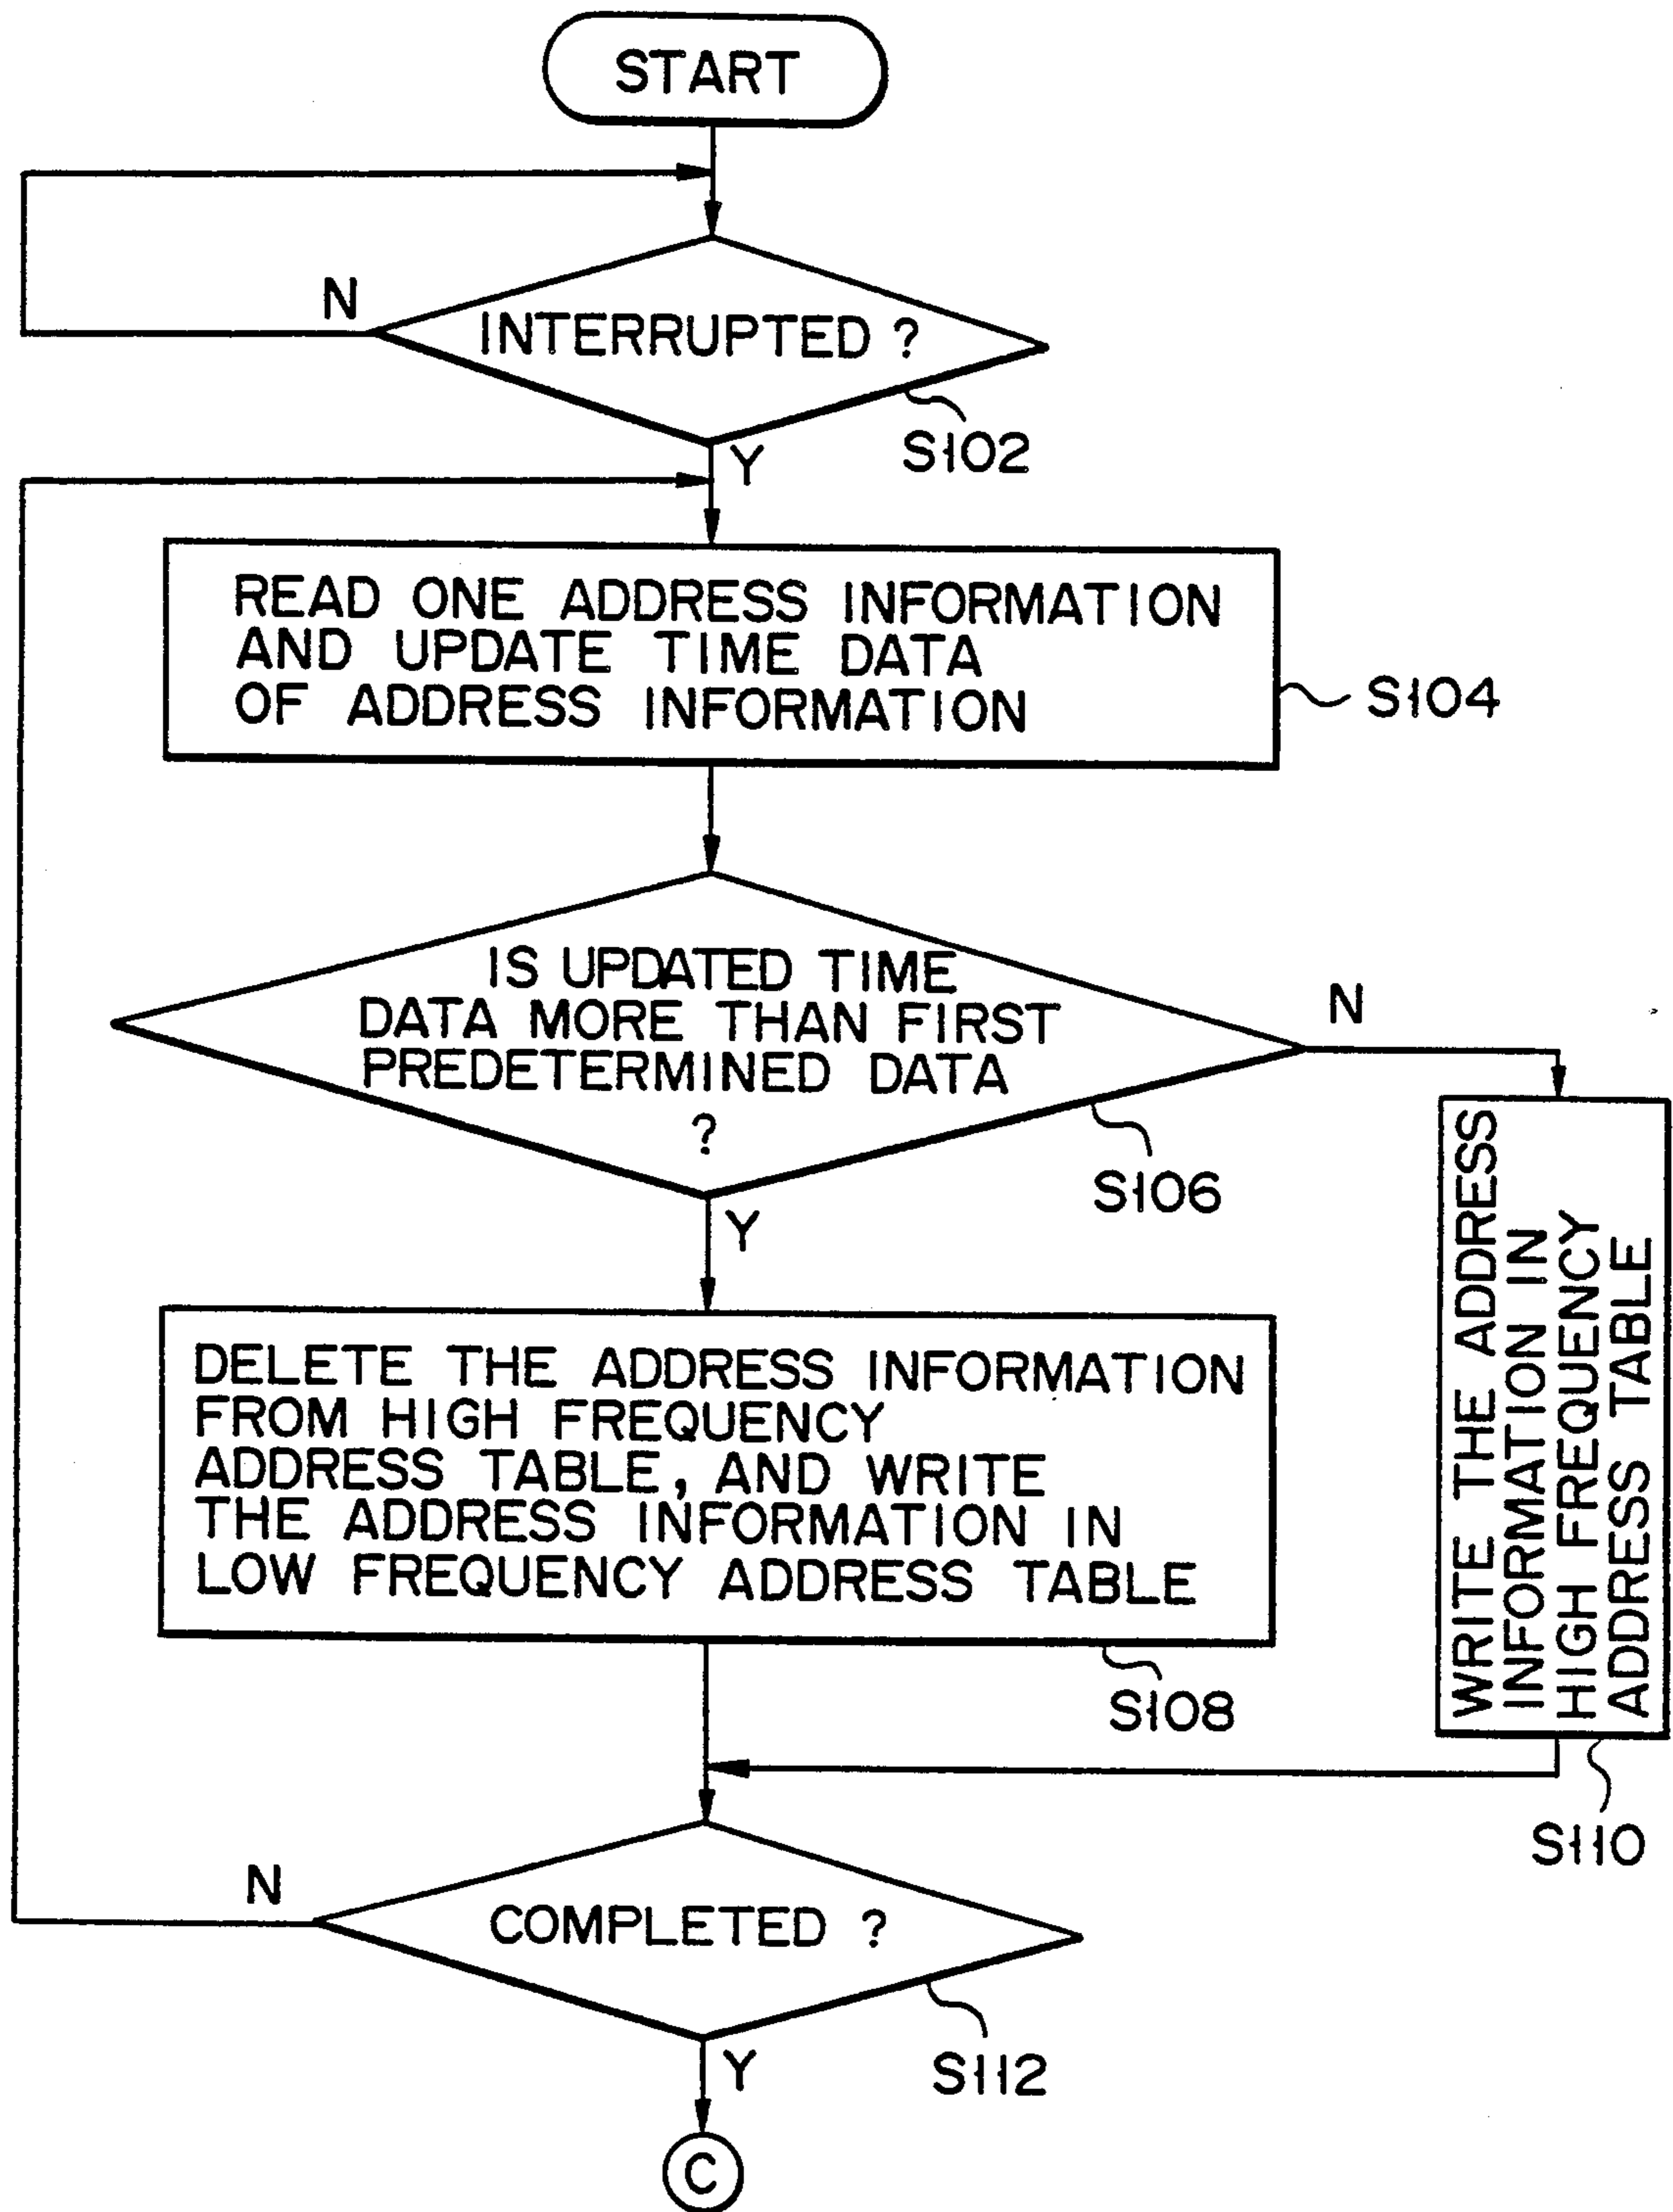 START
N
INTERRUPTED ?
S102
Y
READ ONE ADDRESS INFORMATION
AND UPDATE TIME DATA
OF ADDRESS INFORMATION
S104
IS UPDATED TIME
DATA MORE THAN FIRST
PREDETERMINED DATA
?
N
S106
Y
WRITE THE ADDRESS
INFORMATION IN
HIGH FREQUENCY
ADDRESS TABLE
DELETE THE ADDRESS INFORMATION
FROM HIGH FREQUENCY
ADDRESS TABLE, AND WRITE
THE ADDRESS INFORMATION IN
LOW FREQUENCY ADDRESS TABLE
S108
S110
N
COMPLETED ?
S112
Y
C